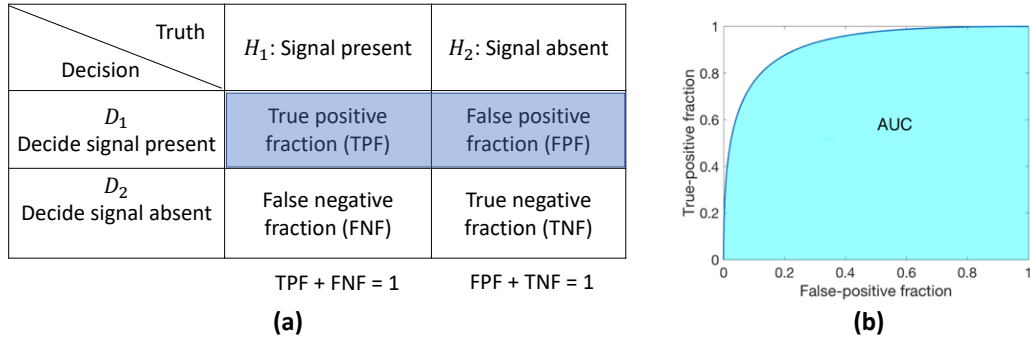 Truth
Decision
H₁: Signal present
H₂: Signal absent
D₁
Decide signal present
True positive
fraction (TPF)
False positive
fraction (FPF)
D₂
Decide signal absent
False negative
fraction (FNF)
True negative
fraction (TNF)
TPF + FNF = 1
FPF + TNF = 1
(a)
1
0.8
0.6
0.4
0.2
0
True-positive fraction
AUC
0
0.2
0.4
0.6
0.8
1
False-positive fraction
(b)